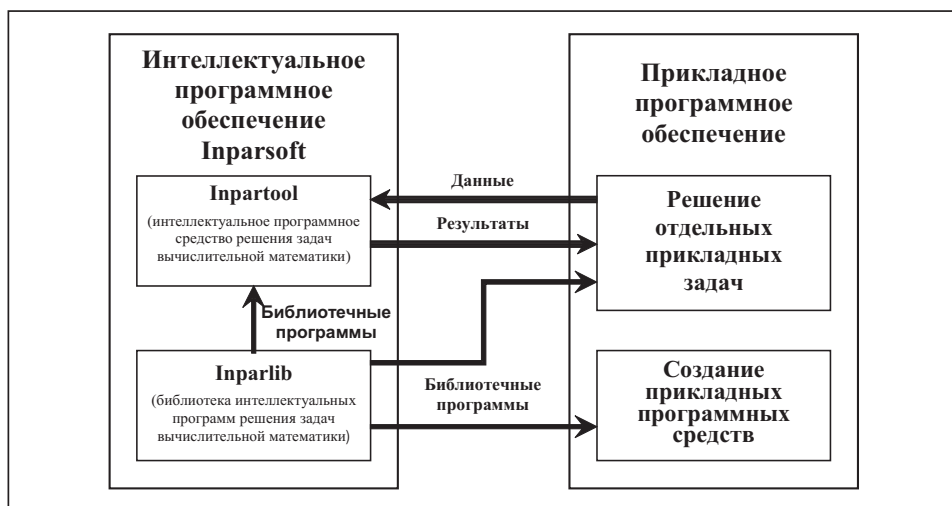 Интеллектуальное
программное
обеспечение
Inparsoft
Inpartool
(интеллектуальное программное
средство решения задач
вычислительной математики)
Библиотечные
программы
Inparlib
(библиотека интеллектуальных
программ решения задач
вычислительной математики)
Данные
Результаты
Библиотечные
программы
Прикладное
программное
обеспечение
Решение
отдельных
прикладных
задач
Создание
прикладных
программных
средств